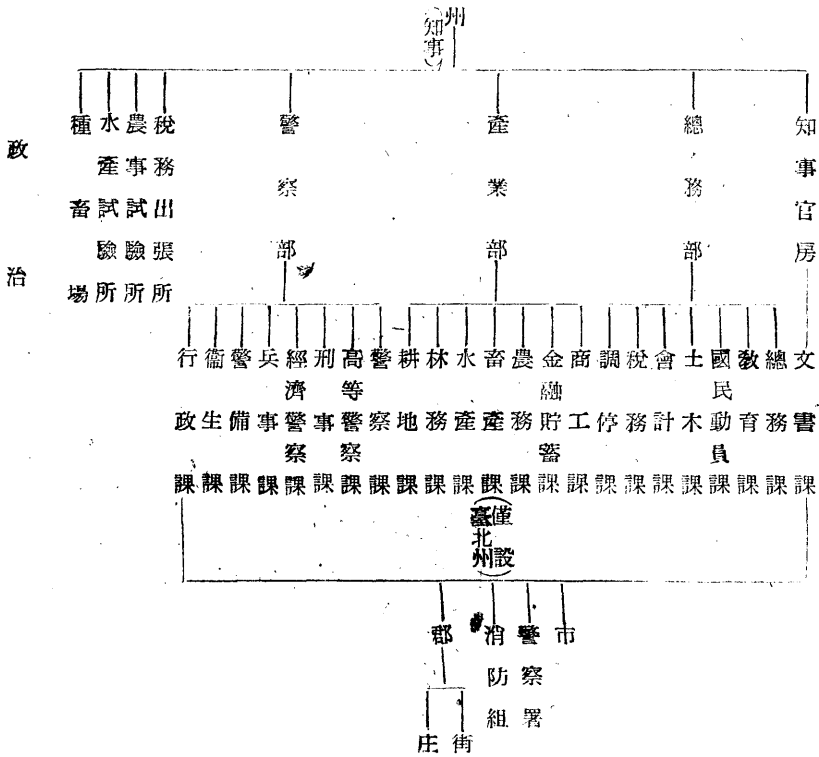 州
(知事)
知事官房
總務部
產業部
警察部
稅務出張所
農事試驗所
水產試驗所
種畜場
文書課
總務課
敎育課
國民動員課
土木課
會計課
稅務課
調停課
商工課
金融貯蓄課
農務課
畜產課
(僅設
臺北州)
水產課
林務課
耕地課
警察課
高等警察課
刑事課
經濟警察課
兵事課
警備課
衞生課
行政課
市
警察署
消防組
郡
街
庄
政治